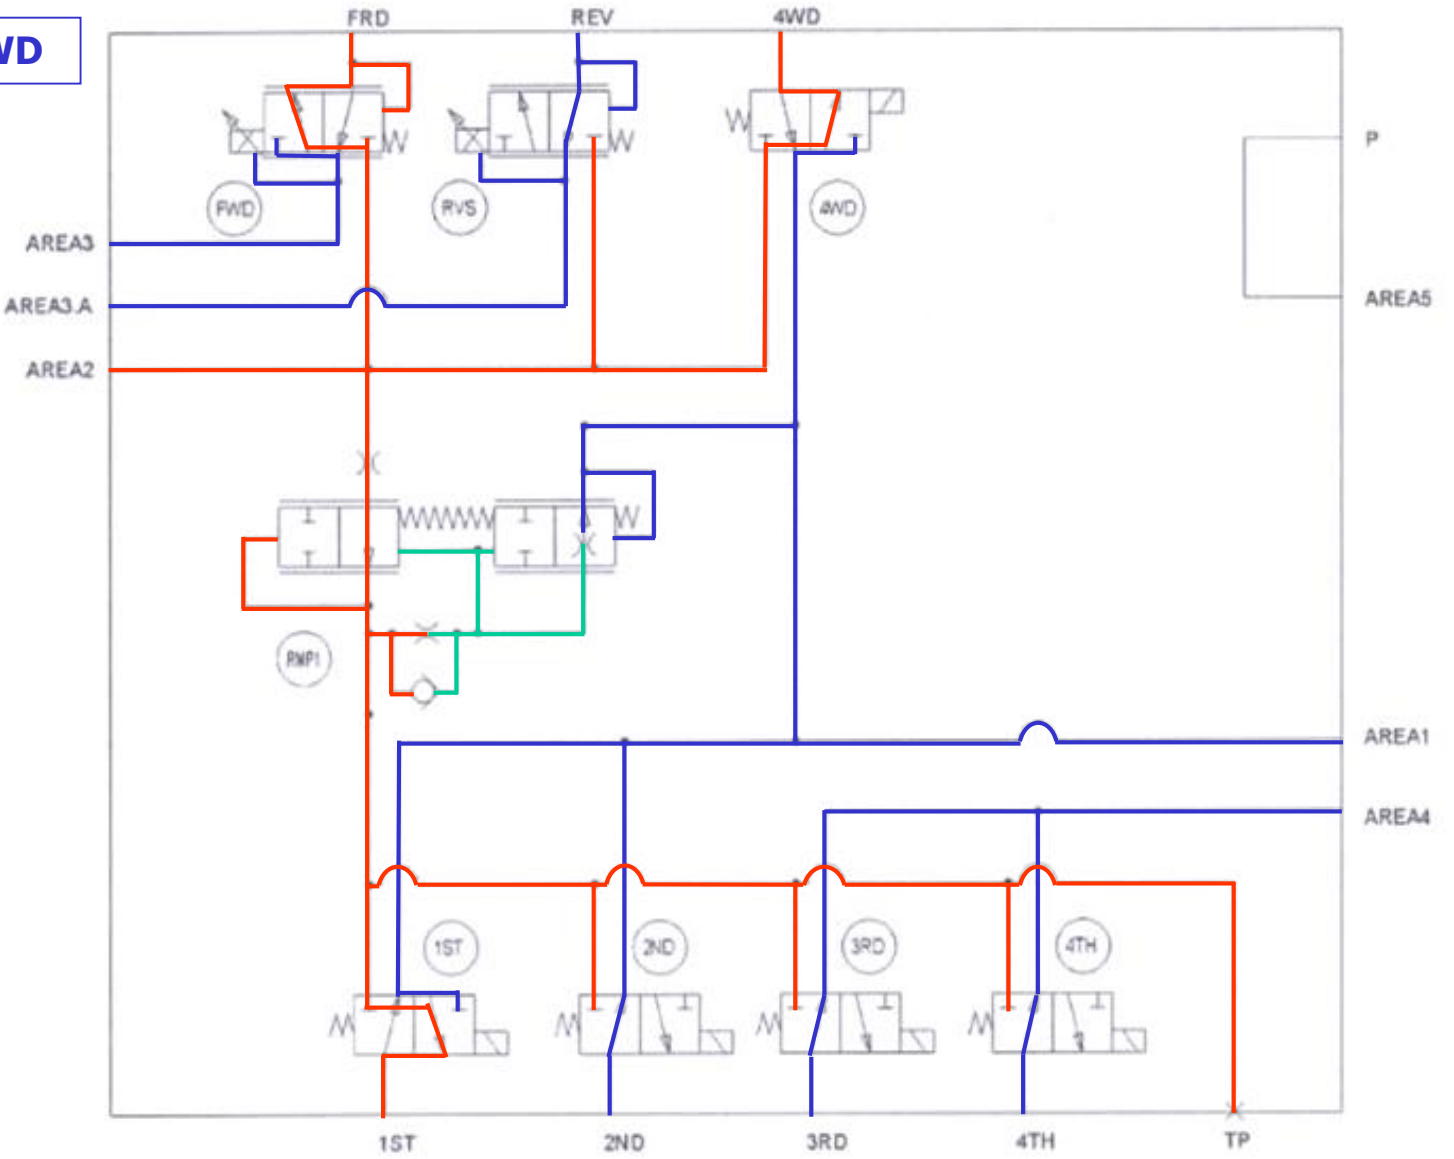 WD
FRD REV 4WD
P
FWD RVS 4WD
AREA3
AREA5
AREA3.A
AREA2
RMP1
AREA1
AREA4
1ST 2ND 3RD 4TH
1ST 2ND 3RD 4TH TP